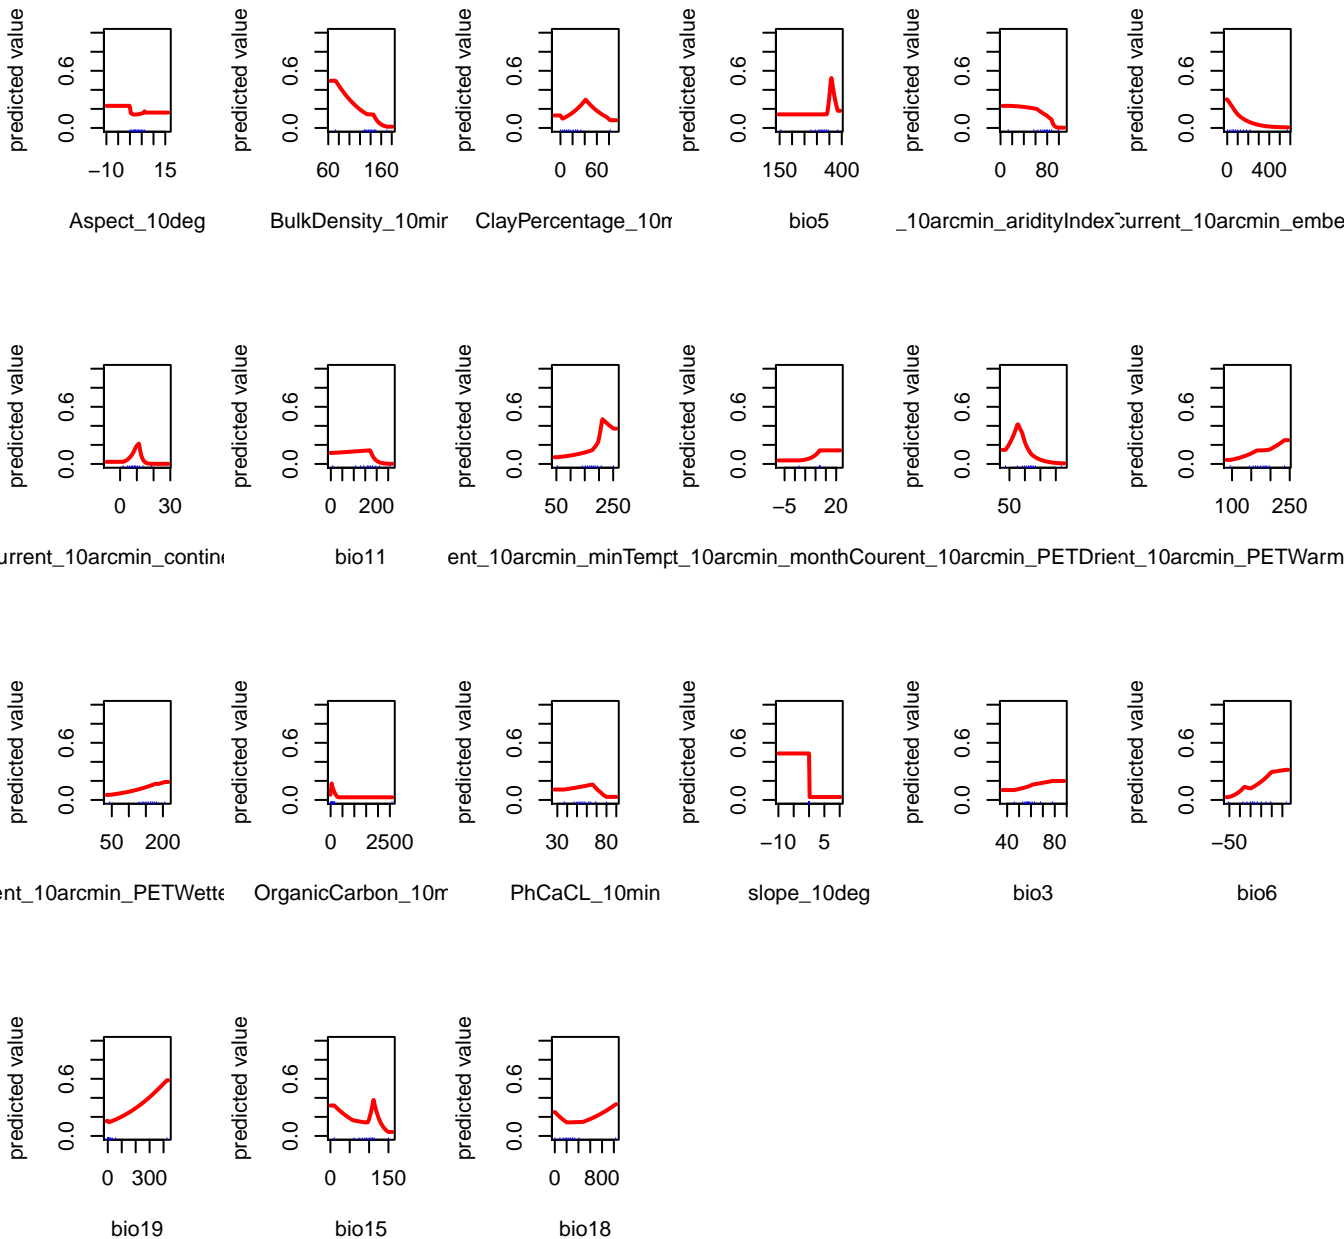 predicted value predicted value predicted value predicted value predicted value predicted value
0.0 0.6 0.0 0.6 0.0 0.6 0.0 0.6 0.0 0.6 0.0 0.6
−10 15 60 160 0 60 150 400 0 80 0 400
Aspect_10deg BulkDensity_10min ClayPercentage_10m bio5 _10arcmin_aridityIndex urrent_10arcmin_embe
predicted value predicted value predicted value predicted value predicted value predicted value
0.0 0.6 0.0 0.6 0.0 0.6 0.0 0.6 0.0 0.6 0.0 0.6
0 30 0 200 50 250 −5 20 50 100 250
urrent_10arcmin_contine bio11 ent_10arcmin_minTemp t_10arcmin_monthCou rent_10arcmin_PETDries nt_10arcmin_PETWarm
predicted value predicted value predicted value predicted value predicted value predicted value
0.0 0.6 0.0 0.6 0.0 0.6 0.0 0.6 0.0 0.6 0.0 0.6
50 200 0 2500 30 80 −10 5 40 80 −50
ent_10arcmin_PETWette OrganicCarbon_10m PhCaCL_10min slope_10deg bio3 bio6
predicted value predicted value predicted value
0.0 0.6 0.0 0.6 0.0 0.6
0 300 0 150 0 800
bio19 bio15 bio18